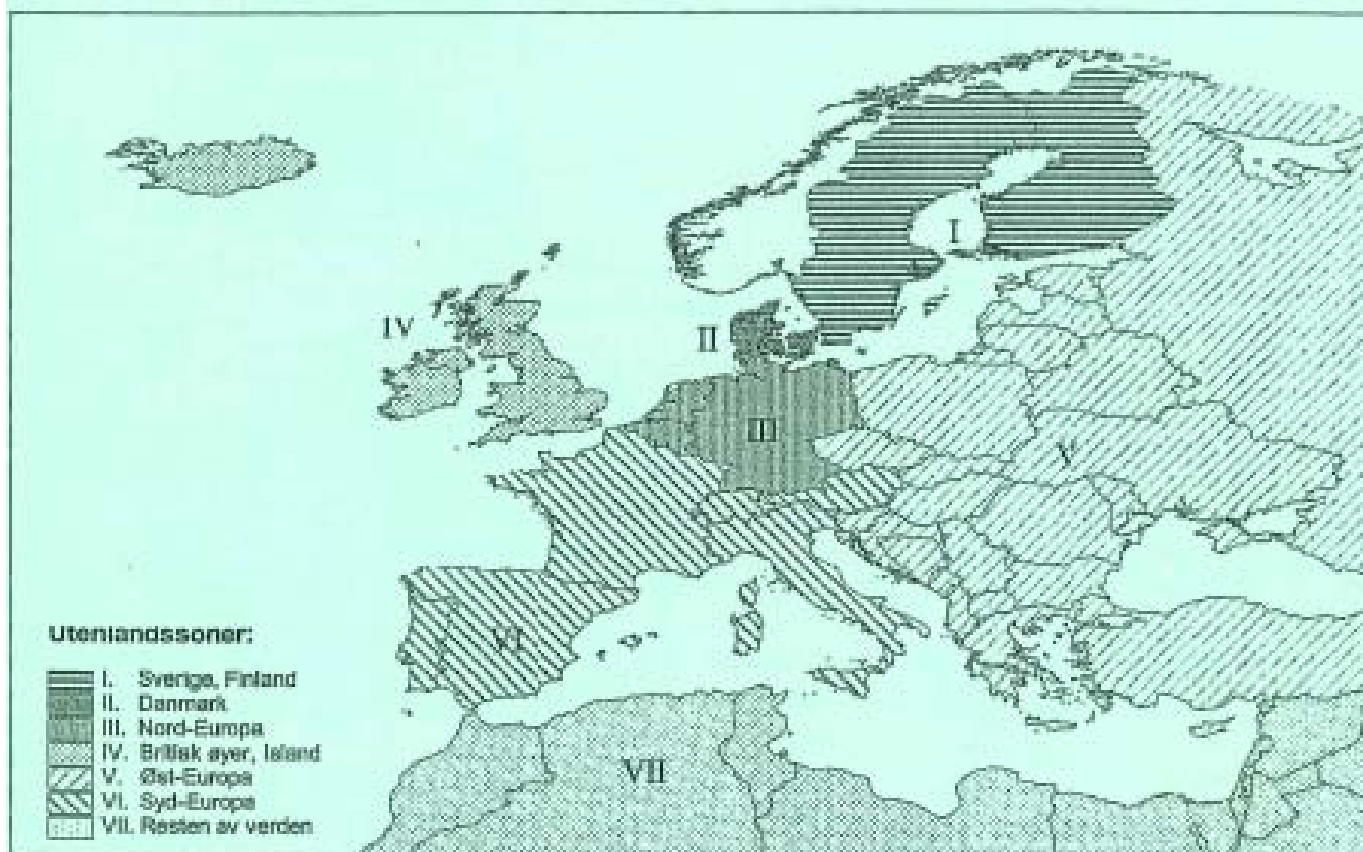 I
IV
II
III
V
VI
VII
Utenlandssoner:
I. Sverige, Finland
II. Danmark
III. Nord-Europa
IV. Britisk øyer, Island
V. Øst-Europa
VI. Syd-Europa
VII. Resten av verden